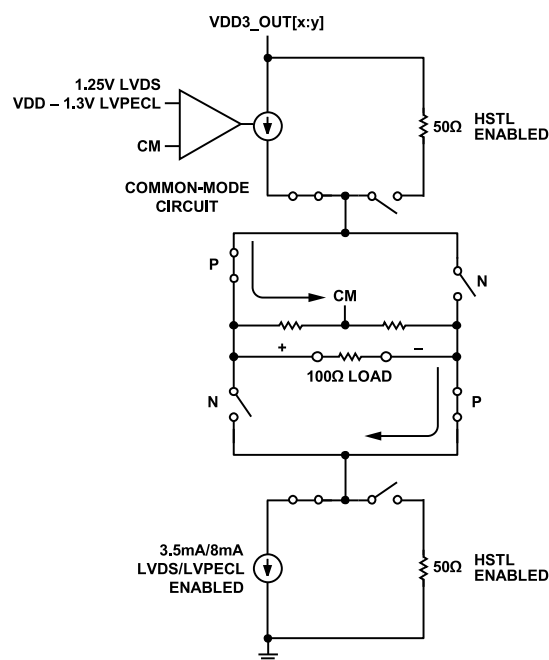 VDD3_OUT[x:y]
1.25V LVDS
VDD – 1.3V LVPECL
CM
COMMON-MODE
CIRCUIT
50Ω
HSTL
ENABLED
P
N
CM
+
–
100Ω LOAD
N
P
3.5mA/8mA
LVDS/LVPECL
ENABLED
50Ω
HSTL
ENABLED